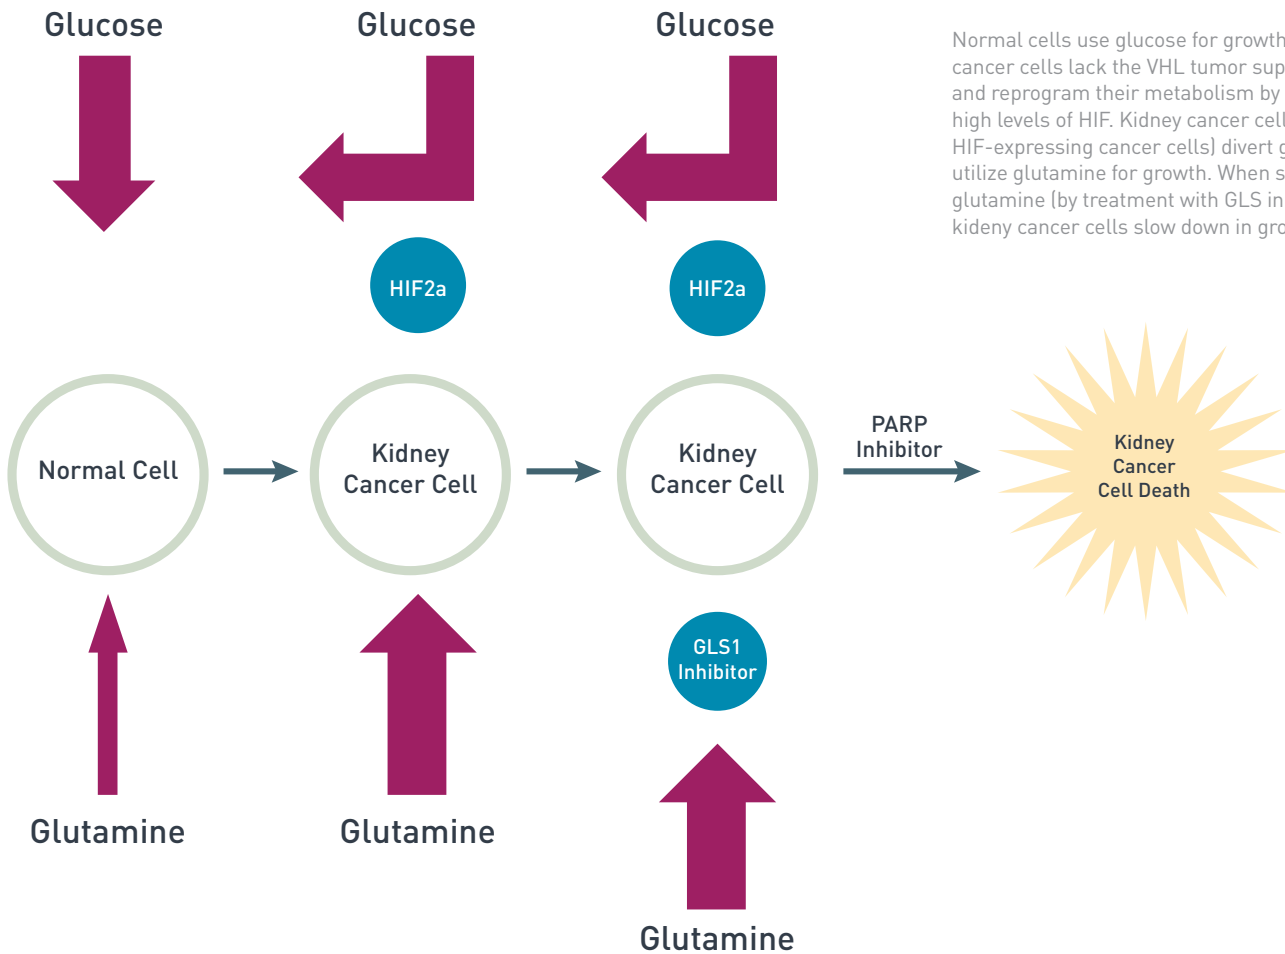 Glucose
Glucose
Glucose
Normal cells use glucose for growth
cancer cells lack the VHL tumor sup
and reprogram their metabolism by
high levels of HIF. Kidney cancer cell
HIF-expressing cancer cells) divert g
utilize glutamine for growth. When s
glutamine (by treatment with GLS in
kideny cancer cells slow down in gro
HIF2a
HIF2a
Normal Cell
Kidney
Cancer Cell
Kidney
Cancer Cell
PARP
Inhibitor
Kidney
Cancer
Cell Death
GLS1
Inhibitor
Glutamine
Glutamine
Glutamine